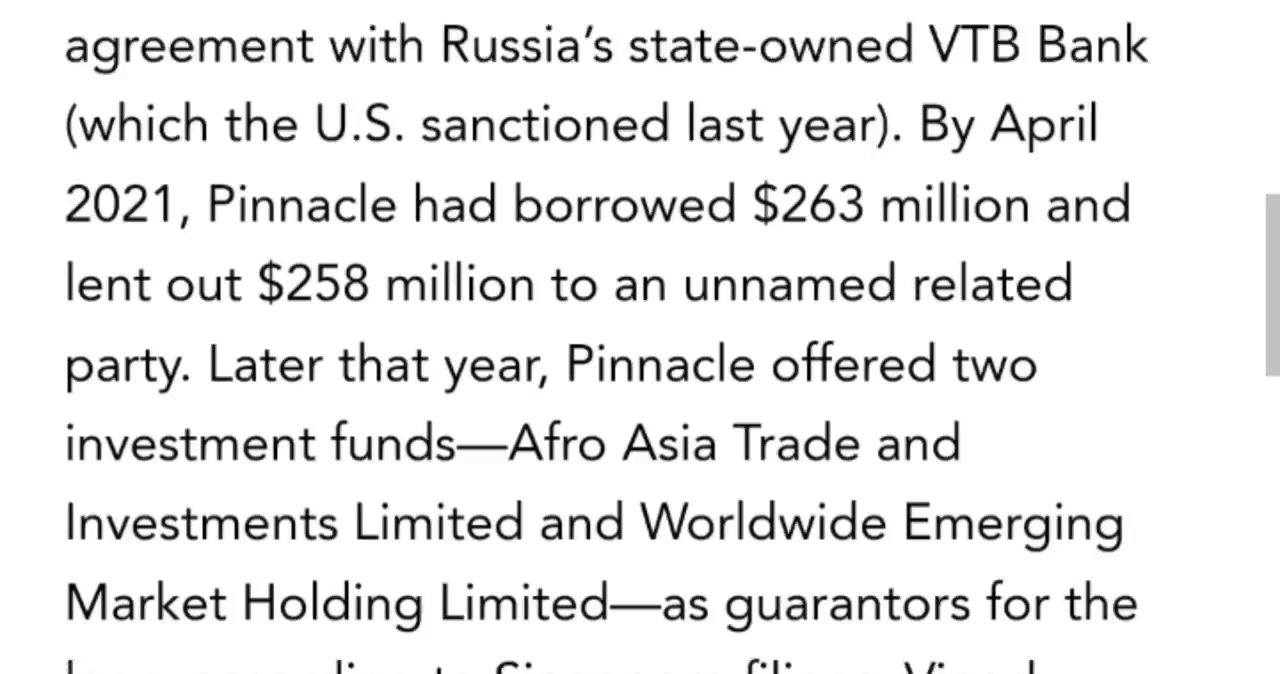 agreement with Russia’s state-owned VTB Bank
(which the U.S. sanctioned last year). By April
2021, Pinnacle had borrowed $263 million and
lent out $258 million to an unnamed related
party. Later that year, Pinnacle offered two
investment funds—Afro Asia Trade and
Investments Limited and Worldwide Emerging
Market Holding Limited—as guarantors for the